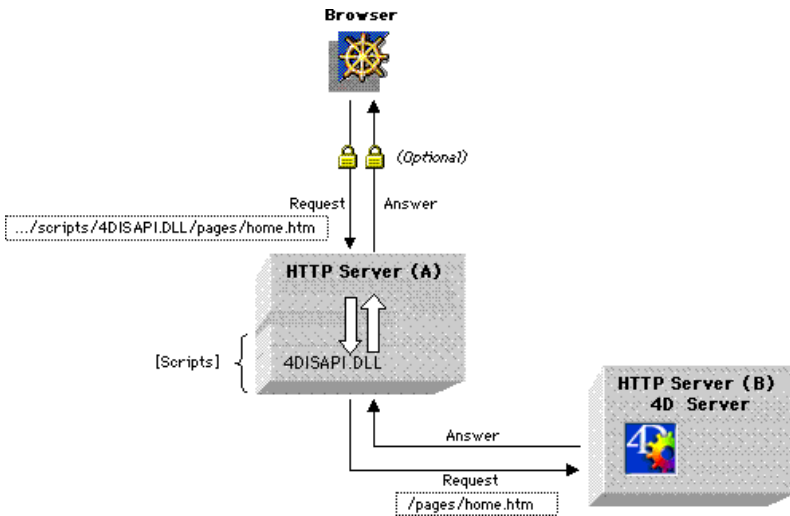 Browser
(Optional)
Request
Answer
.../scripts/4DISAPI.DLL/pages/home.htm
HTTP Server (A)
[Scripts]
4DISAPI.DLL
HTTP Server (B)
4D Server
4D
Answer
Request
/pages/home.htm